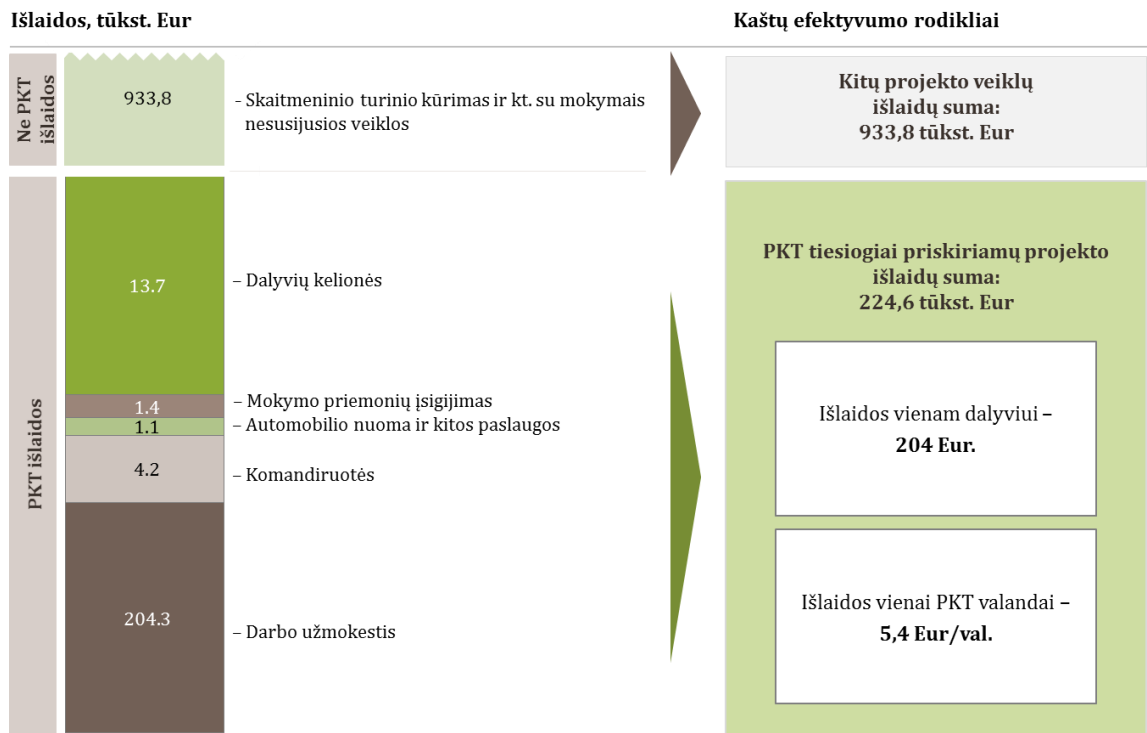 Išlaidos, tūkst. Eur
Kaštų efektyvumo rodikliai
Ne PKT
išlaidos
933,8
– Skaitmeninio turinio kūrimas ir kt. su mokymais
nesusijusios veiklos
Kitų projekto veiklų
išlaidų suma:
933,8 tūkst. Eur
PKT išlaidos
13.7
– Dalyvių kelionės
1.4
– Mokymo priemonių įsigijimas
1.1
– Automobilio nuoma ir kitos paslaugos
4.2
– Komandiruotės
204.3
– Darbo užmokestis
PKT tiesiogiai priskiriamų projekto
išlaidų suma:
224,6 tūkst. Eur
Išlaidos vienam dalyviui –
204 Eur.
Išlaidos vienai PKT valandai –
5,4 Eur/val.